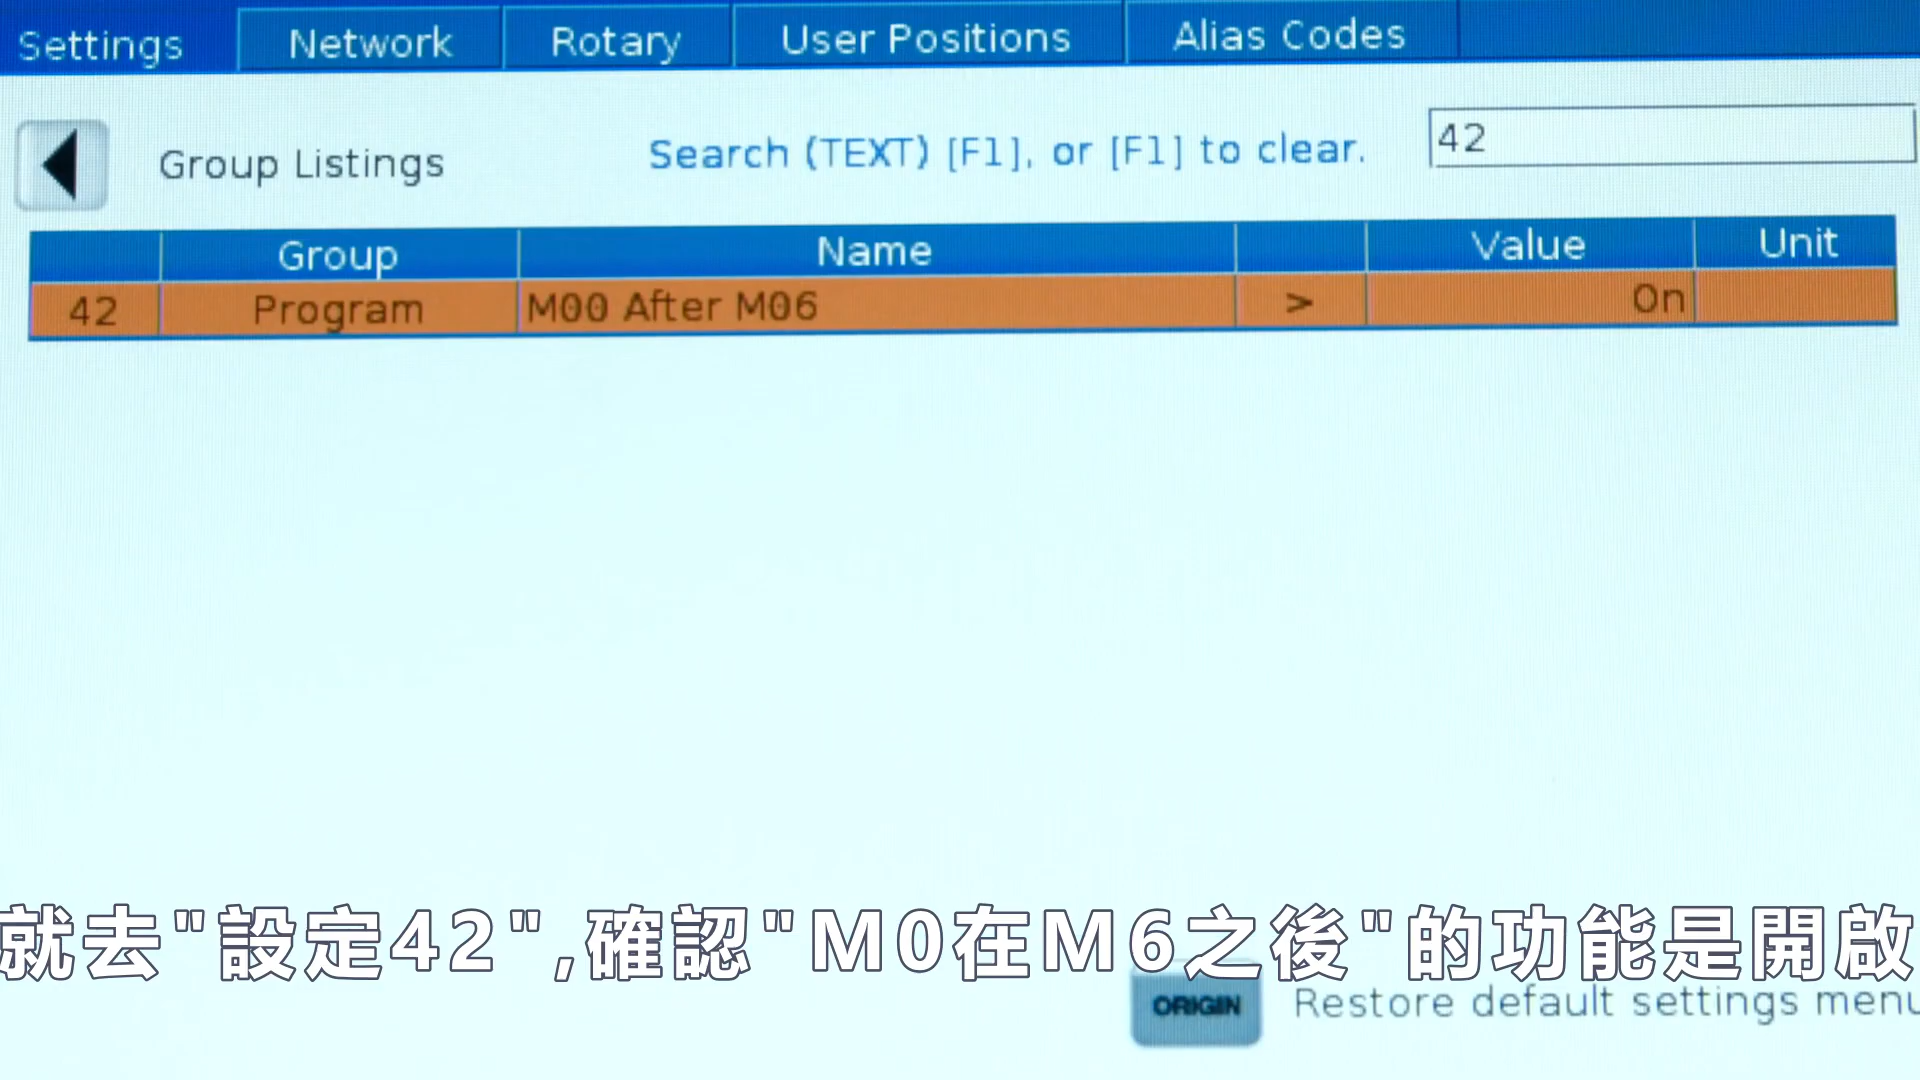 Settings Network Rotary User Positions Alias Codes
Group Listings Search (TEXT) [F1], or [F1] to clear. 42
Group Name Value Unit
42 Program M00 After M06 > On
就去"設定42",確認"M0在M6之後"的功能是開啟
ORIGIN Restore default settings menu